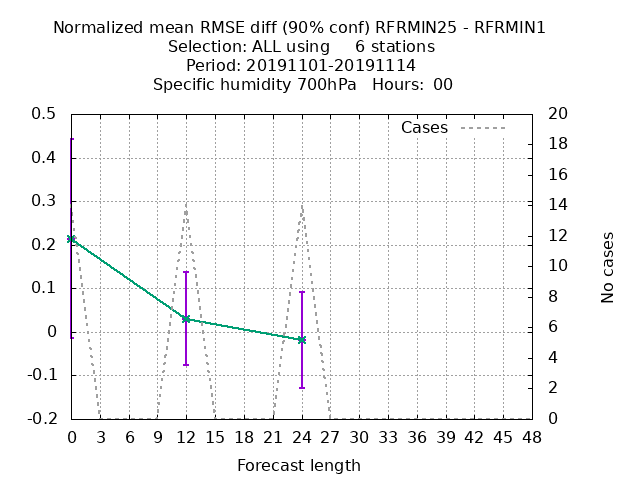 Normalized mean RMSE diff (90% conf) RFRMIN25 - RFRMIN1
Selection: ALL using     6 stations
Period: 20191101-20191114
Specific humidity 700hPa   Hours: 00
Cases
0.5
0.4
0.3
0.2
0.1
0
-0.1
-0.2
20
18
16
14
12
10
8
6
4
2
0
No cases
0 3 6 9 12 15 18 21 24 27 30 33 36 39 42 45 48
Forecast length